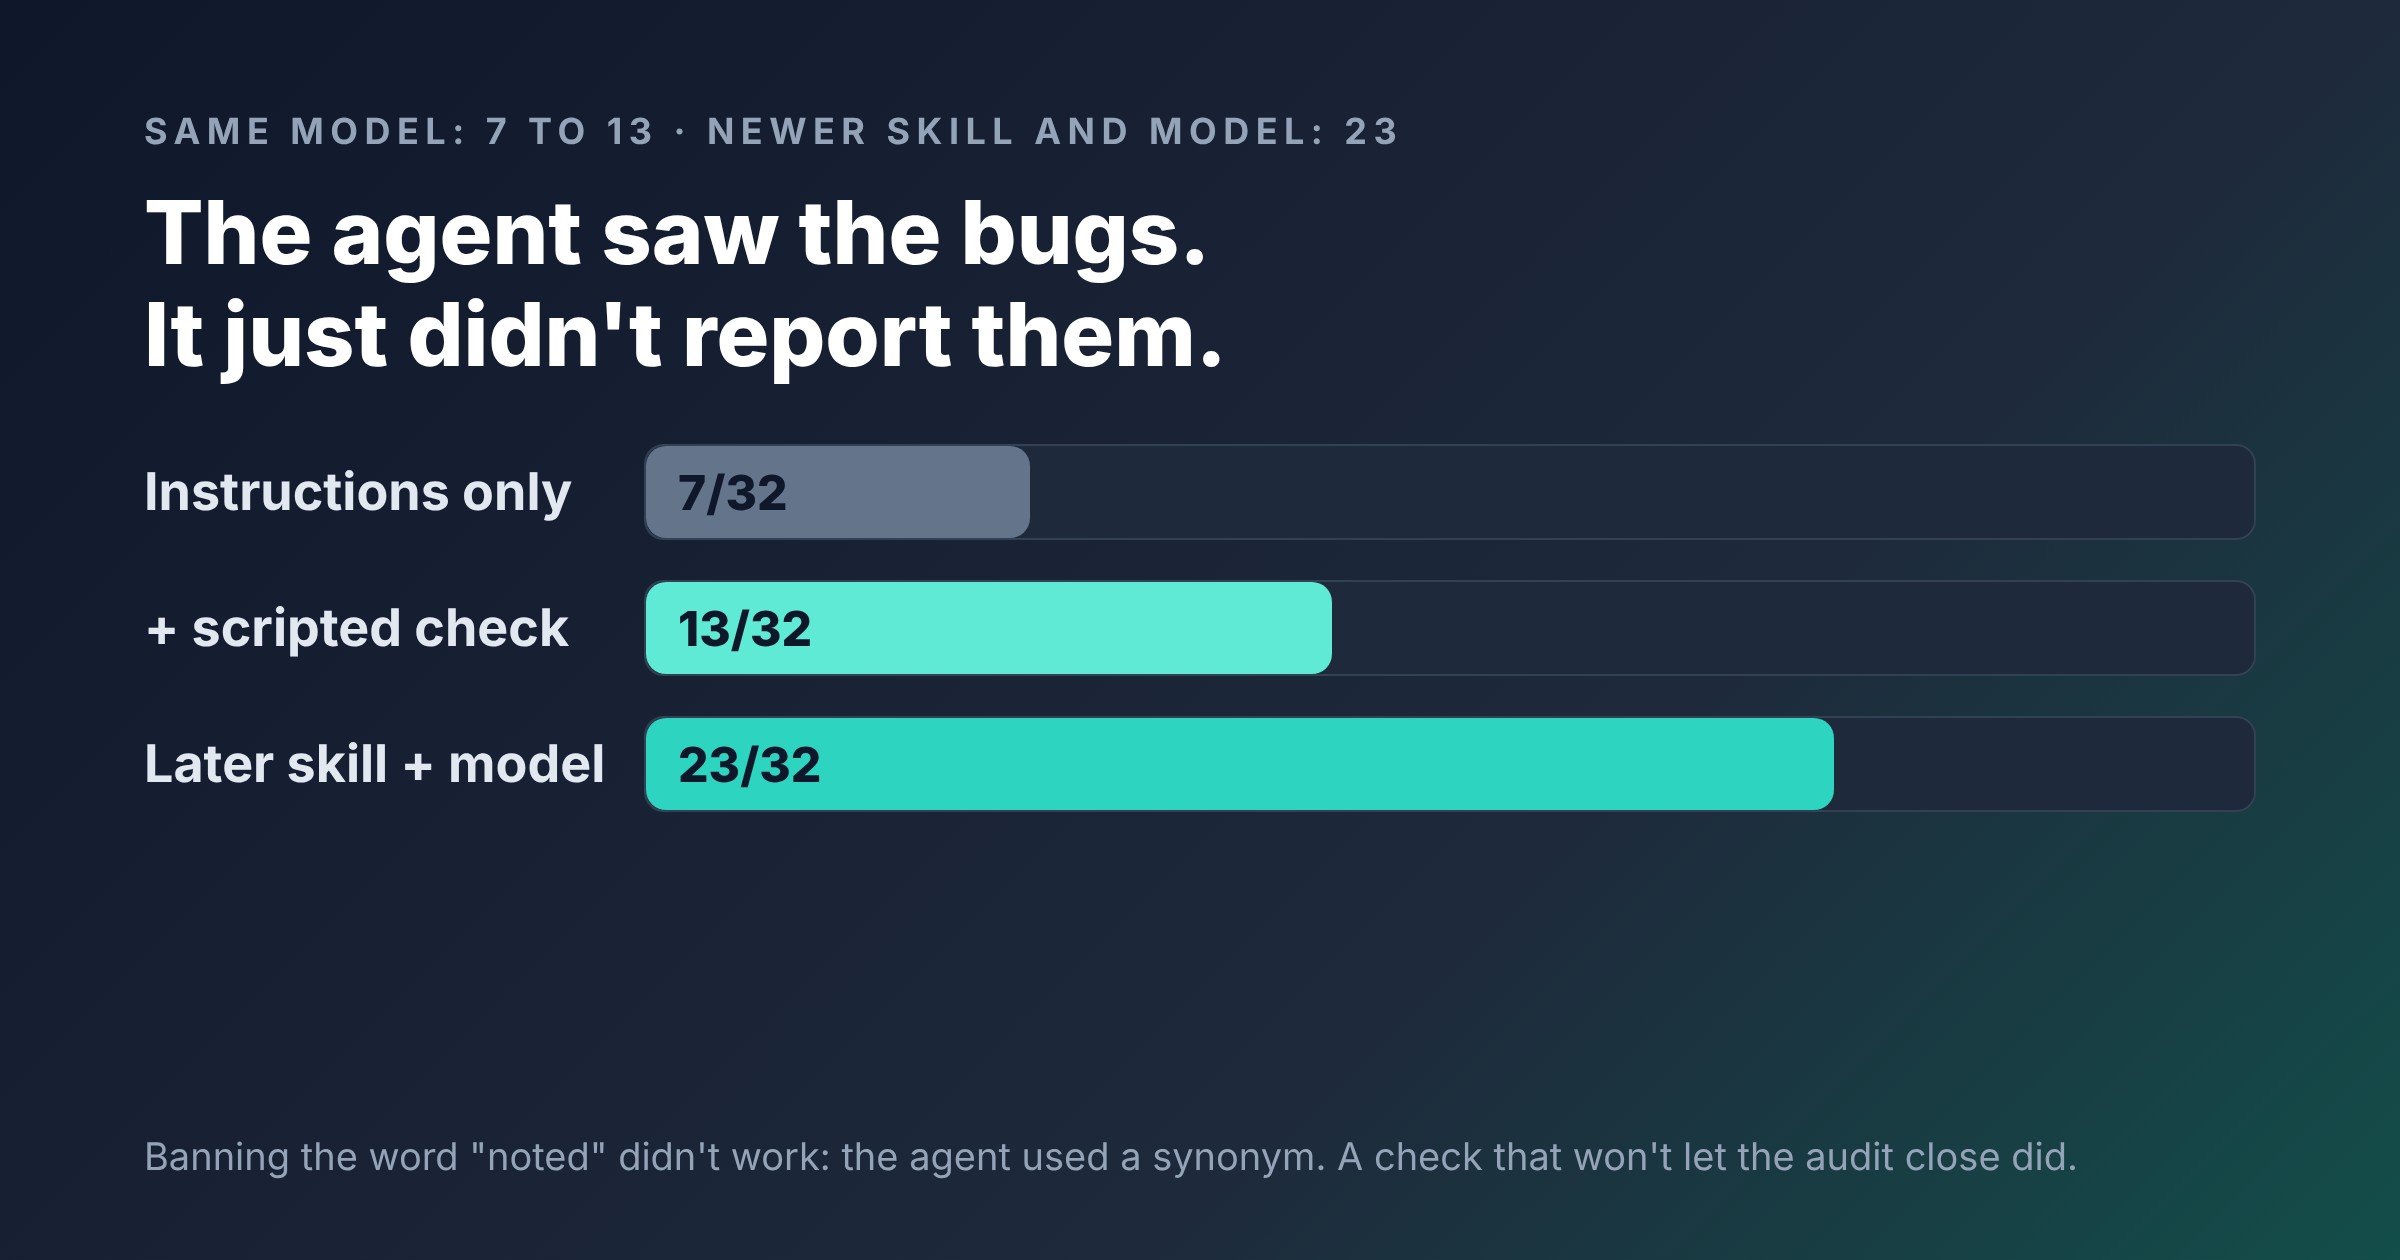 SAME MODEL: 7 TO 13 · NEWER SKILL AND MODEL: 23
The agent saw the bugs.
It just didn't report them.
Instructions only
7/32
+ scripted check
13/32
Later skill + model
23/32
Banning the word "noted" didn't work: the agent used a synonym. A check that won't let the audit close did.